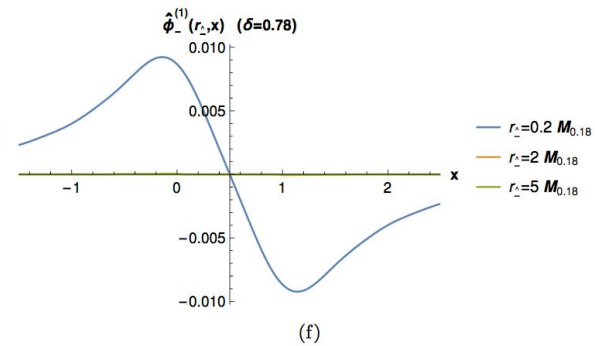 ϕ̂₋⁽¹⁾(r₋̂,x) (δ=0.78)
0.010
0.005
x
−1 0 1 2
−0.005
−0.010
r₋̂=0.2 M₀.₁₈
r₋̂=2 M₀.₁₈
r₋̂=5 M₀.₁₈
(f)